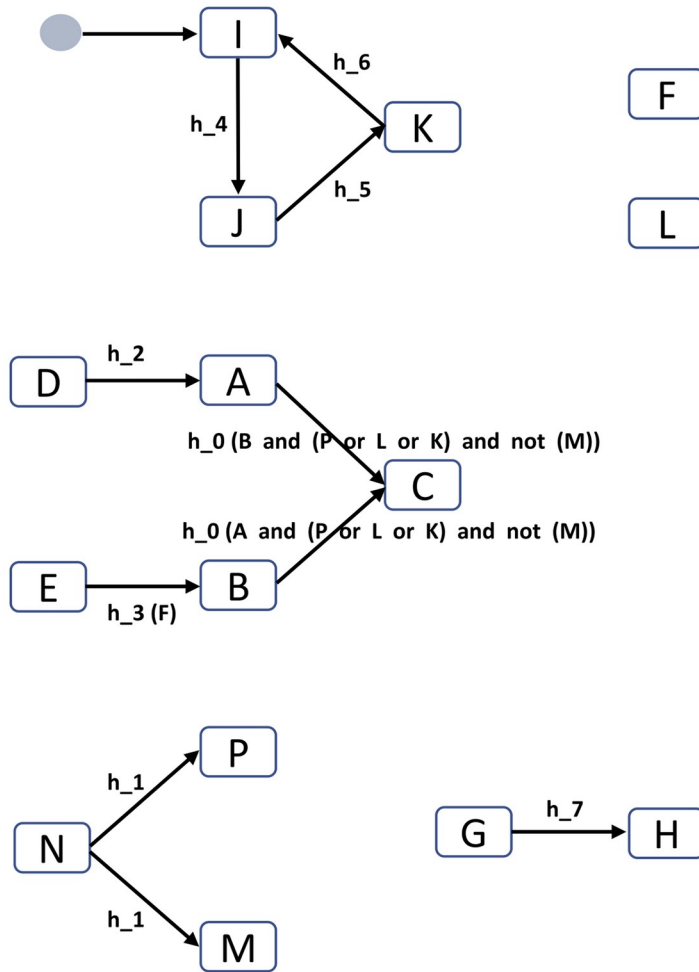 I
h_6
F
h_4
K
h_5
J
L
h_2
D
A
h_0 (B and (P or L or K) and not (M))
C
h_0 (A and (P or L or K) and not (M))
E
B
h_3 (F)
P
h_1
h_7
N
G
H
h_1
M